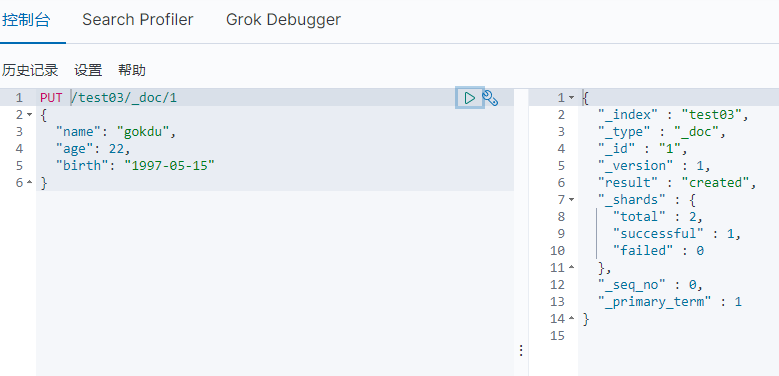 控制台 Search Profiler Grok Debugger
历史记录 设置 帮助
1 PUT /test03/_doc/1
2 {
3 "name": "gokdu",
4 "age": 22,
5 "birth": "1997-05-15"
6 }
1 {
2 "_index" : "test03",
3 "_type" : "_doc",
4 "_id" : "1",
5 "_version" : 1,
6 "result" : "created",
7 "_shards" : {
8 "total" : 2,
9 "successful" : 1,
10 "failed" : 0
11 },
12 "_seq_no" : 0,
13 "_primary_term" : 1
14 }
15